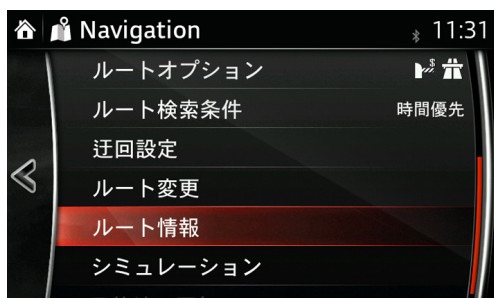 Navigation 11:31
ルートオプション
ルート検索条件 時間優先
迂回設定
ルート変更
ルート情報
シミュレーション